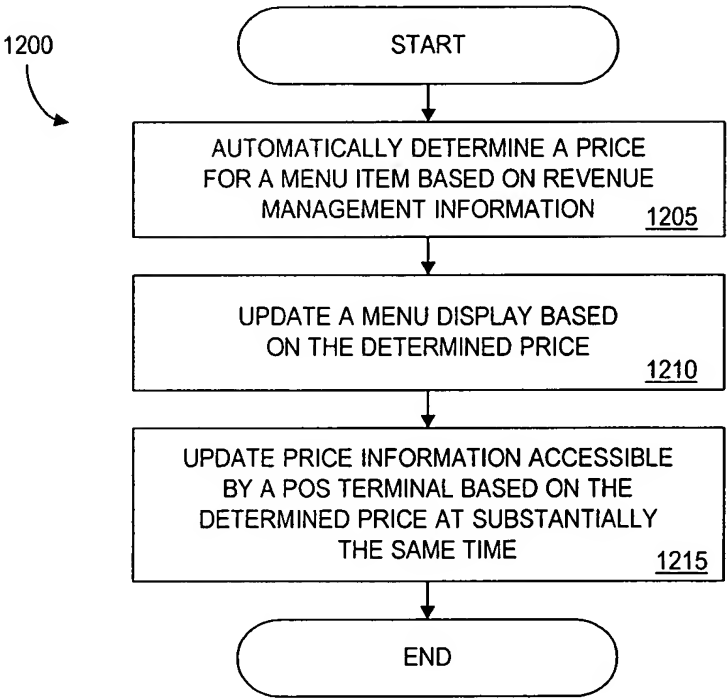 1200
START
AUTOMATICALLY DETERMINE A PRICE
FOR A MENU ITEM BASED ON REVENUE
MANAGEMENT INFORMATION
1205
UPDATE A MENU DISPLAY BASED
ON THE DETERMINED PRICE
1210
UPDATE PRICE INFORMATION ACCESSIBLE
BY A POS TERMINAL BASED ON THE
DETERMINED PRICE AT SUBSTANTIALLY
THE SAME TIME
1215
END